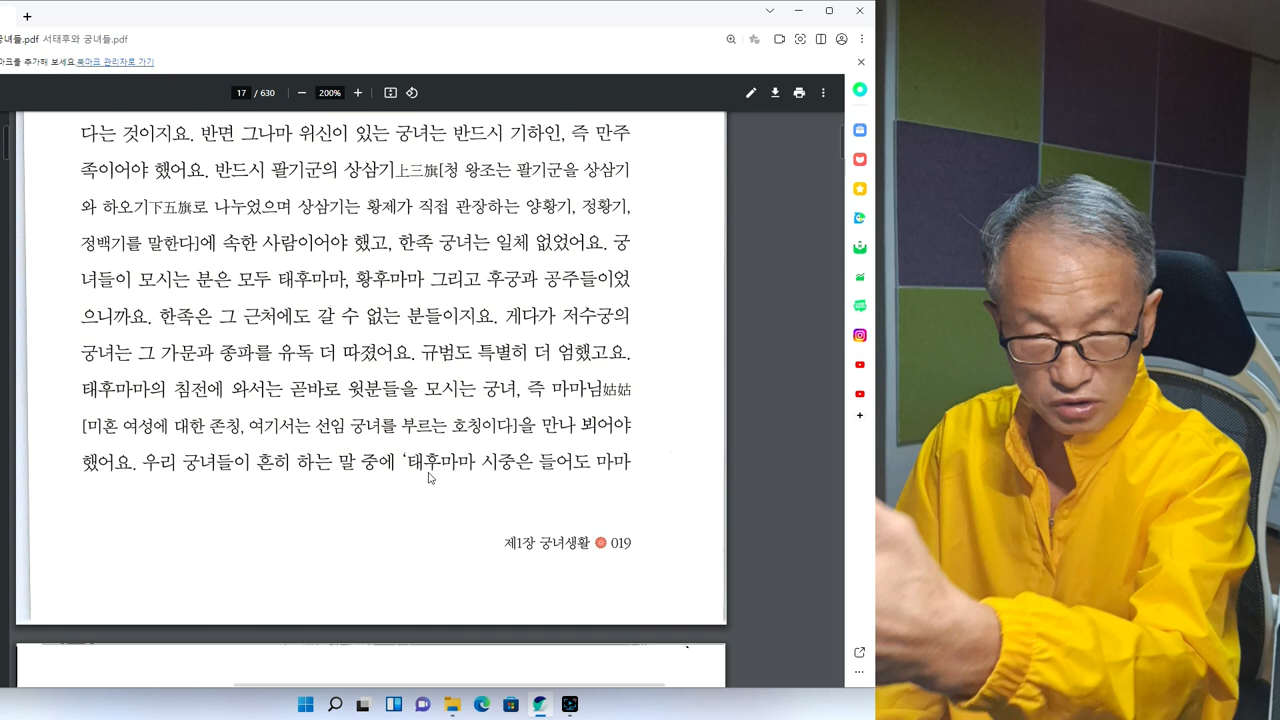 궁녀들.pdf 서태후와 궁녀들.pdf
마크를 추가해 보세요.북마크 관리자로 가기
17 / 630 200%
다는 것이지요. 반면 그나마 위신이 있는 궁녀는 반드시 기하인, 즉 만주
족이어야 했어요. 반드시 팔기군의 상삼기上三旗[청 왕조는 팔기군을 상삼기
와 하오기下五旗로 나누었으며 상삼기는 황제가 직접 관장하는 양황기, 정황기,
정백기를 말한다]에 속한 사람이어야 했고, 한족 궁녀는 일체 없었어요. 궁
녀들이 모시는 분은 모두 태후마마, 황후마마 그리고 후궁과 공주들이었
으니까요. 한족은 그 근처에도 갈 수 없는 분들이지요. 게다가 저수궁의
궁녀는 그 가문과 종파를 유독 더 따졌어요. 규범도 특별히 더 엄했고요.
태후마마의 침전에 와서는 곧바로 윗분들을 모시는 궁녀, 즉 마마님姑姑
[미혼 여성에 대한 존칭, 여기서는 선임 궁녀를 부르는 호칭이다]을 만나 뵈어야
했어요. 우리 궁녀들이 흔히 하는 말 중에 ‘태후마마 시중은 들어도 마마
제1장 궁녀생활 019